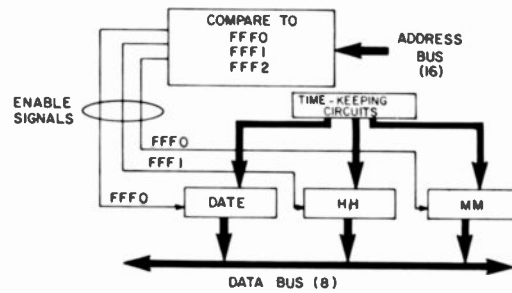 COMPARE TO
FFF0
FFF1
FFF2
ADDRESS
BUS
(16)
ENABLE
SIGNALS
TIME-KEEPING
CIRCUITS
FFF0
FFF1
FFF0
DATE
HH
MM
DATA BUS (8)